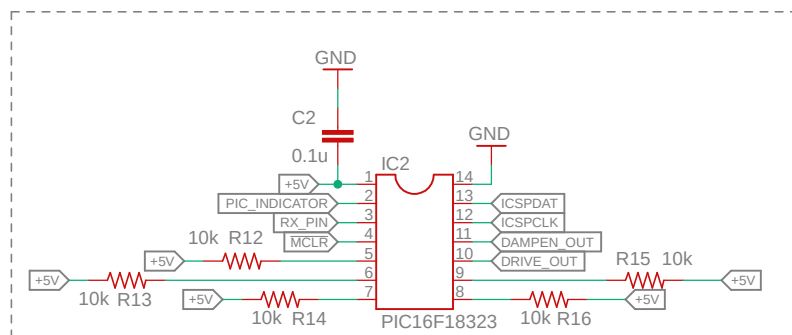 GND
C2
0.1u
GND
IC2
+5V 1 14
PIC_INDICATOR 2 13 ICSPDAT
RX_PIN 3 12 ICSPCLK
MCLR 4 11 DAMPEN_OUT
+5V 10k R12 5 10 DRIVE_OUT
+5V 10k R13 6 9 R15 10k +5V
+5V 10k R14 7 8 10k R16 +5V
PIC16F18323